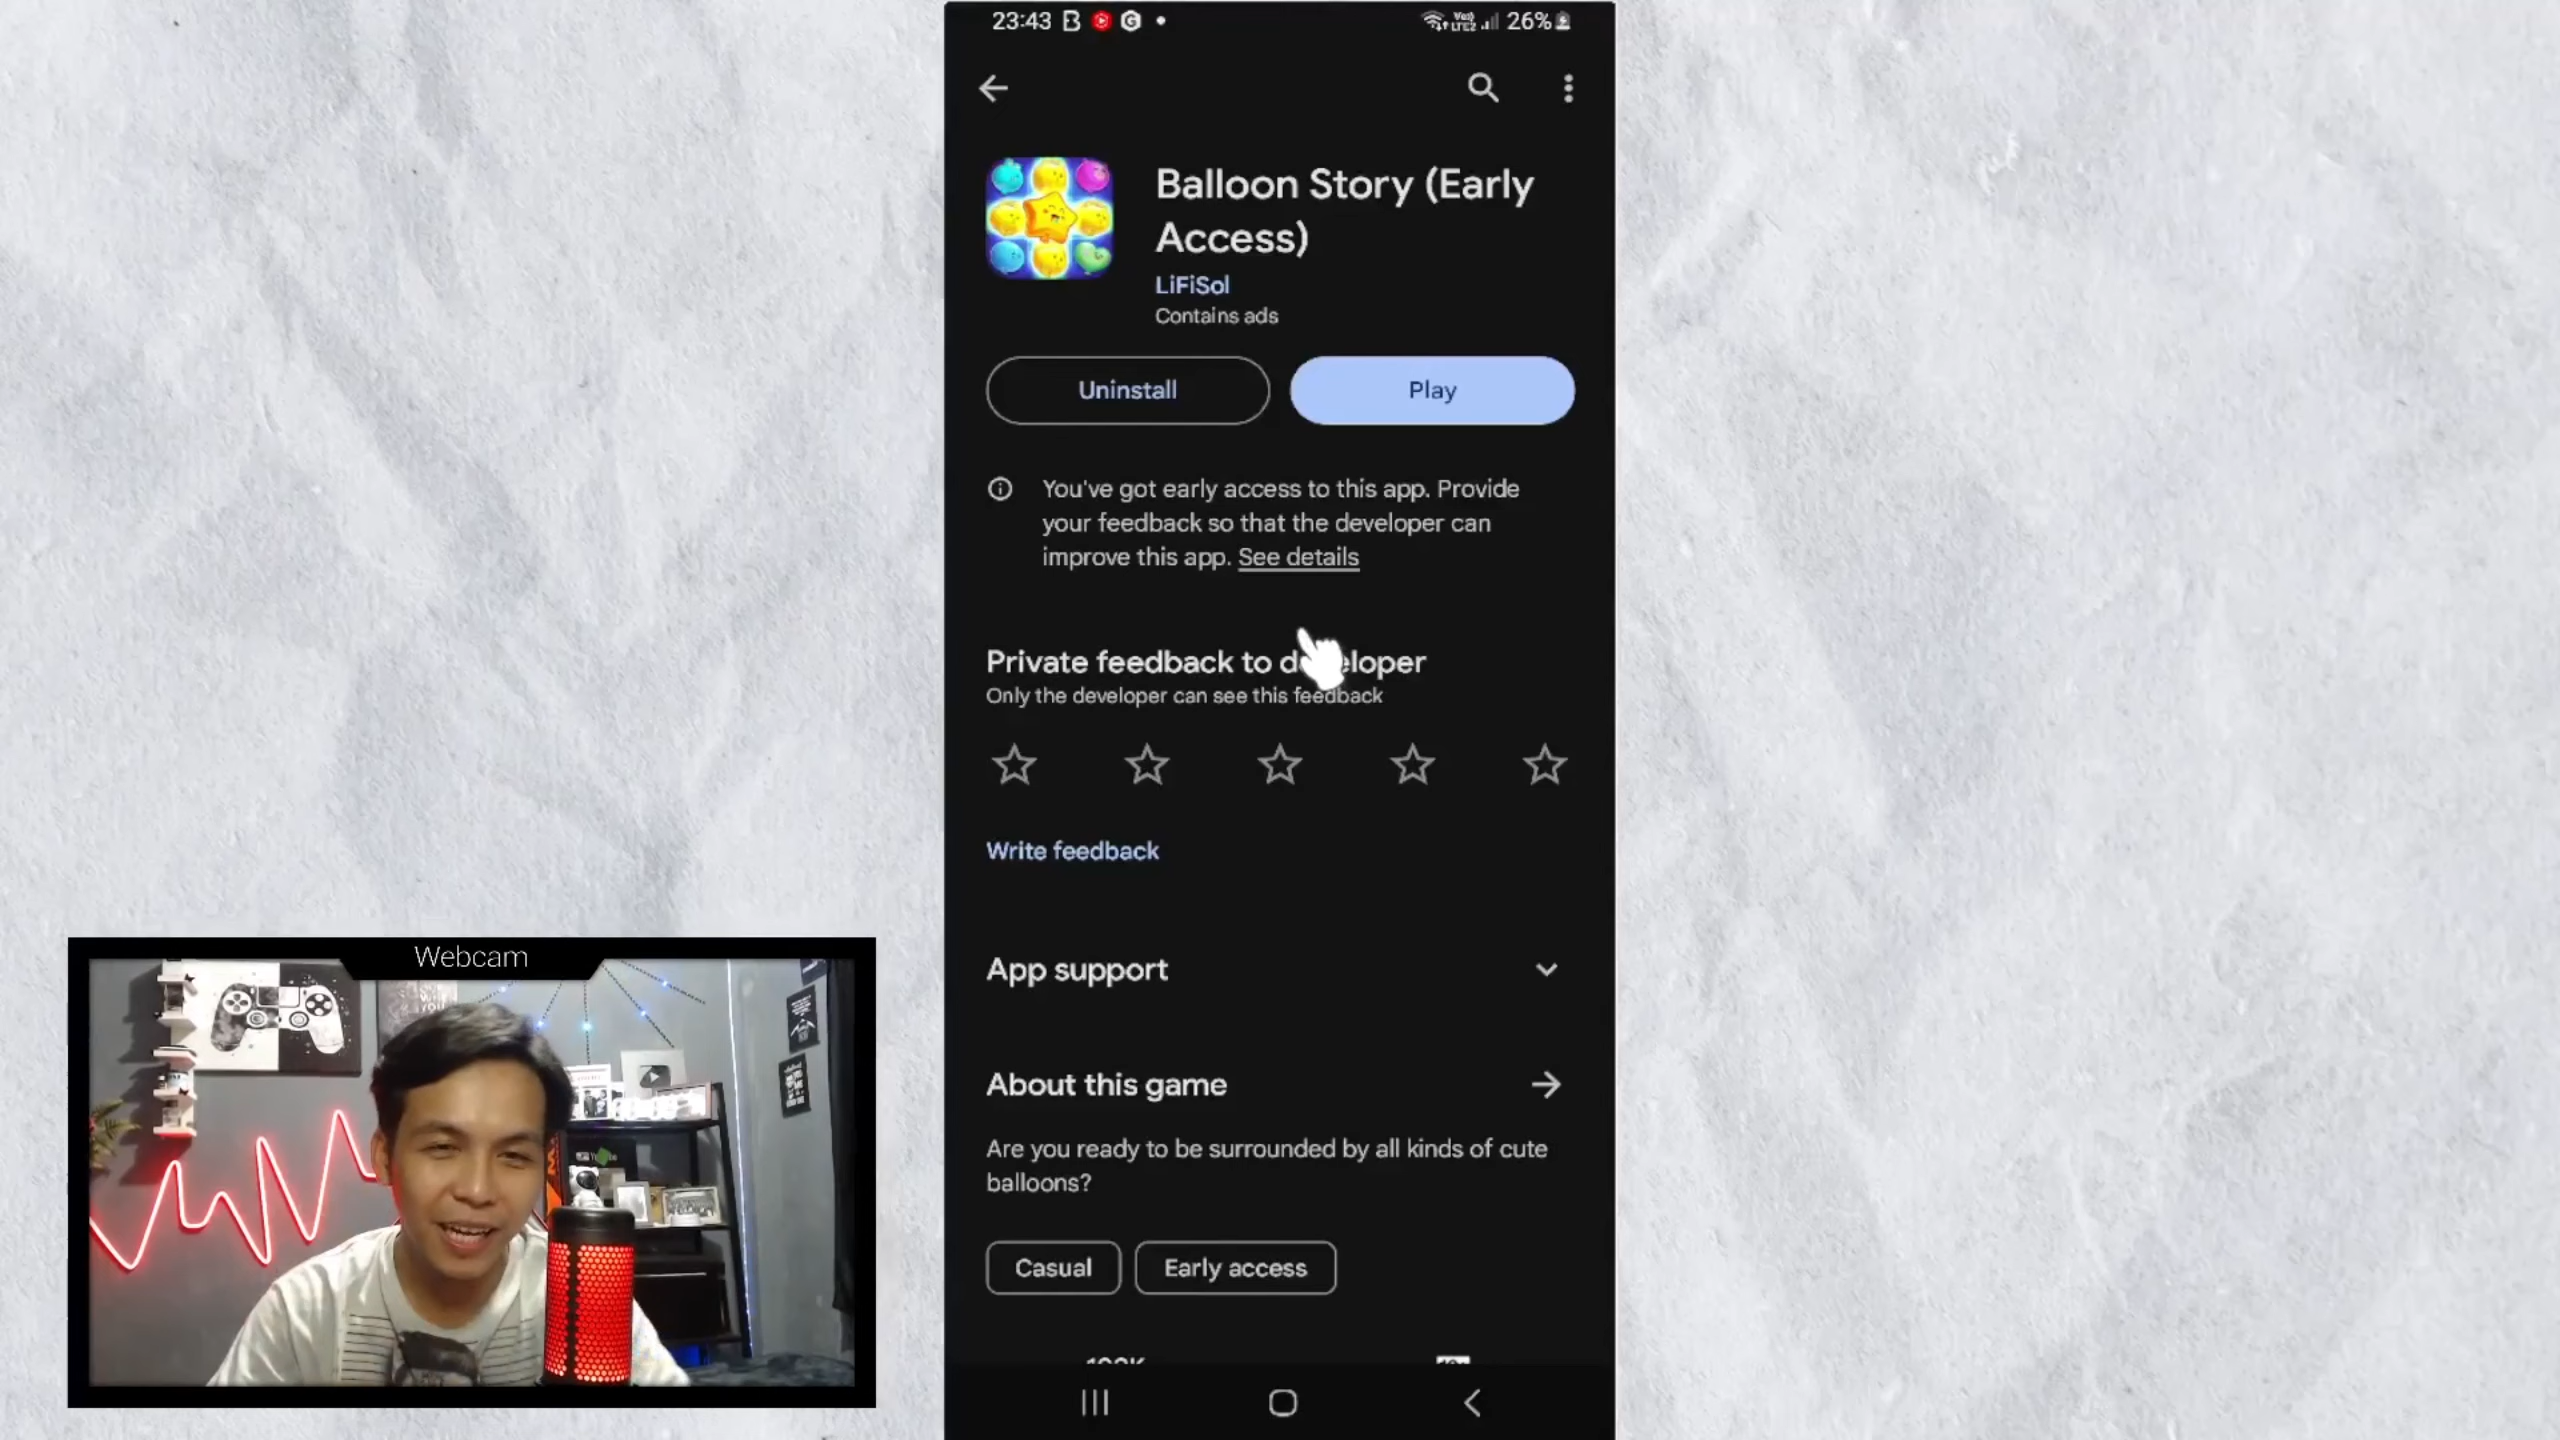 23:43
26%
Balloon Story (Early
Access)
LiFiSol
Contains ads
Uninstall
Play
You've got early access to this app. Provide
your feedback so that the developer can
improve this app. See details
Private feedback to developer
Only the developer can see this feedback
Write feedback
App support
About this game
Are you ready to be surrounded by all kinds of cute
balloons?
Casual
Early access
Webcam